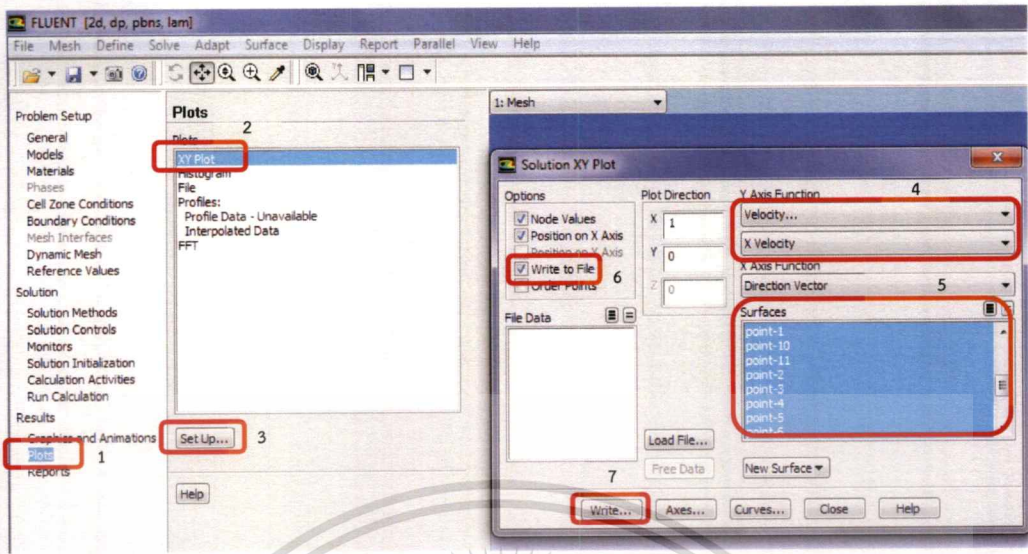 FLUENT [2d, dp, pbns, lam]
File Mesh Define Solve Adapt Surface Display Report Parallel View Help
Problem Setup
General
Models
Materials
Phases
Cell Zone Conditions
Boundary Conditions
Mesh Interfaces
Dynamic Mesh
Reference Values
Solution
Solution Methods
Solution Controls
Monitors
Solution Initialization
Calculation Activities
Run Calculation
Results
Graphics and Animations
Plots 1
Reports
Plots
Plots 2
XY Plot
Histogram
File
Profiles:
Profile Data - Unavailable
Interpolated Data
FFT
Set Up... 3
Help
1: Mesh
Solution XY Plot
Options
Node Values
Position on X Axis
Position on Y Axis
Write to File 6
Order Points
File Data
Plot Direction
X 1
Y 0
Z 0
Load File...
Free Data
Y Axis Function 4
Velocity...
X Velocity
X Axis Function
Direction Vector 5
Surfaces
point-1
point-10
point-11
point-2
point-3
point-4
point-5
point-6
New Surface
7
Write... Axes... Curves... Close Help